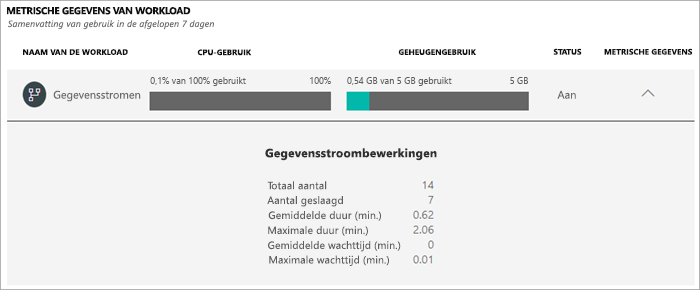 METRISCHE GEGEVENS VAN WORKLOAD
Samenvatting van gebruik in de afgelopen 7 dagen
NAAM VAN DE WORKLOAD CPU-GEBRUIK GEHEUGENGEBRUIK STATUS METRISCHE GEGEVENS
0,1% van 100% gebruikt 100% 0,54 GB van 5 GB gebruikt 5 GB
Gegevensstromen Aan
Gegevensstroombewerkingen
Totaal aantal 14
Aantal geslaagd 7
Gemiddelde duur (min.) 0.62
Maximale duur (min.) 2.06
Gemiddelde wachttijd (min.) 0
Maximale wachttijd (min.) 0.01